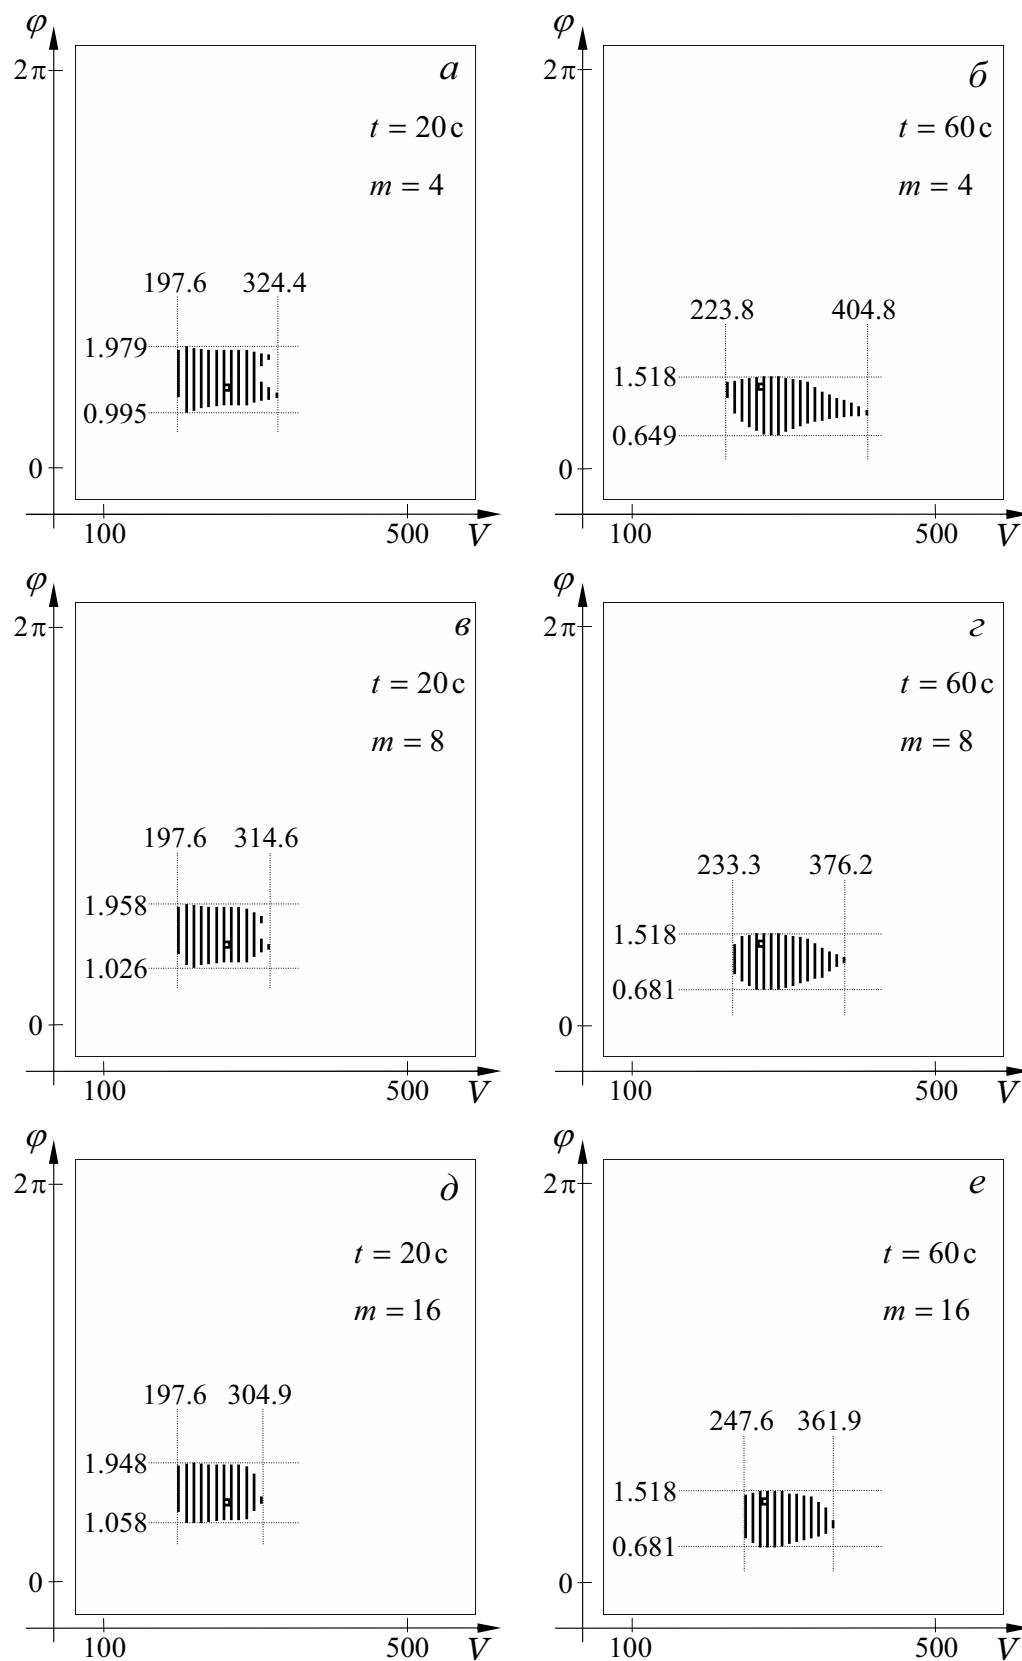 φ
2π
а
t = 20 с
m = 4
197.6 324.4
1.979
0.995
0
100 500 V
φ
2π
б
t = 60 с
m = 4
223.8 404.8
1.518
0.649
0
100 500 V
φ
2π
в
t = 20 с
m = 8
197.6 314.6
1.958
1.026
0
100 500 V
φ
2π
г
t = 60 с
m = 8
233.3 376.2
1.518
0.681
0
100 500 V
φ
2π
д
t = 20 с
m = 16
197.6 304.9
1.948
1.058
0
100 500 V
φ
2π
е
t = 60 с
m = 16
247.6 361.9
1.518
0.681
0
100 500 V